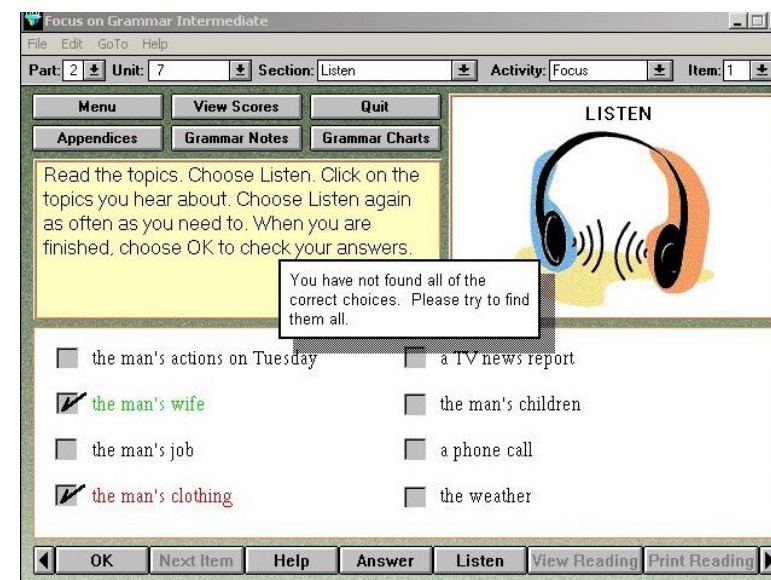 Focus on Grammar Intermediate
File Edit GoTo Help
Part: 2 Unit: 7 Section: Listen Activity: Focus Item: 1
Menu View Scores Quit
Appendices Grammar Notes Grammar Charts
LISTEN
Read the topics. Choose Listen. Click on the
topics you hear about. Choose Listen again
as often as you need to. When you are
finished, choose OK to check your answers.
You have not found all of the
correct choices. Please try to find
them all.
the man's actions on Tuesday
a TV news report
the man's wife
the man's children
the man's job
a phone call
the man's clothing
the weather
OK Next Item Help Answer Listen View Reading Print Reading